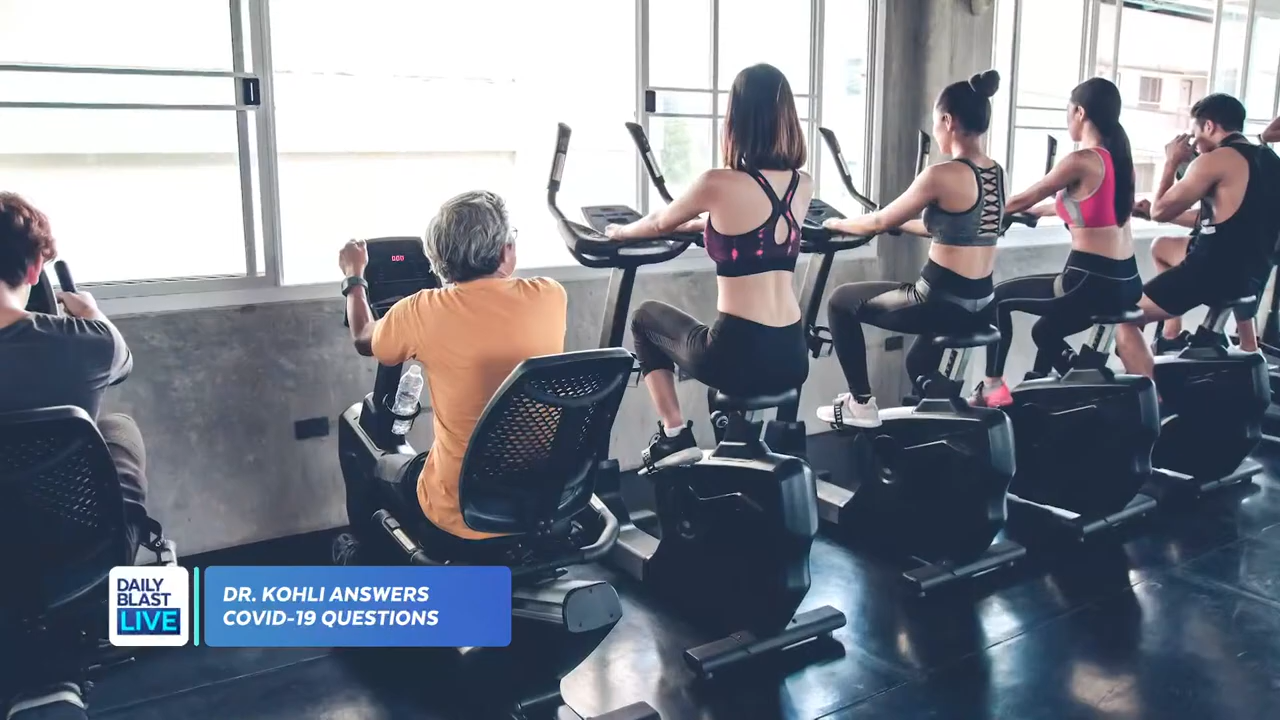 DAILY
BLAST
LIVE
DR. KOHLI ANSWERS
COVID-19 QUESTIONS